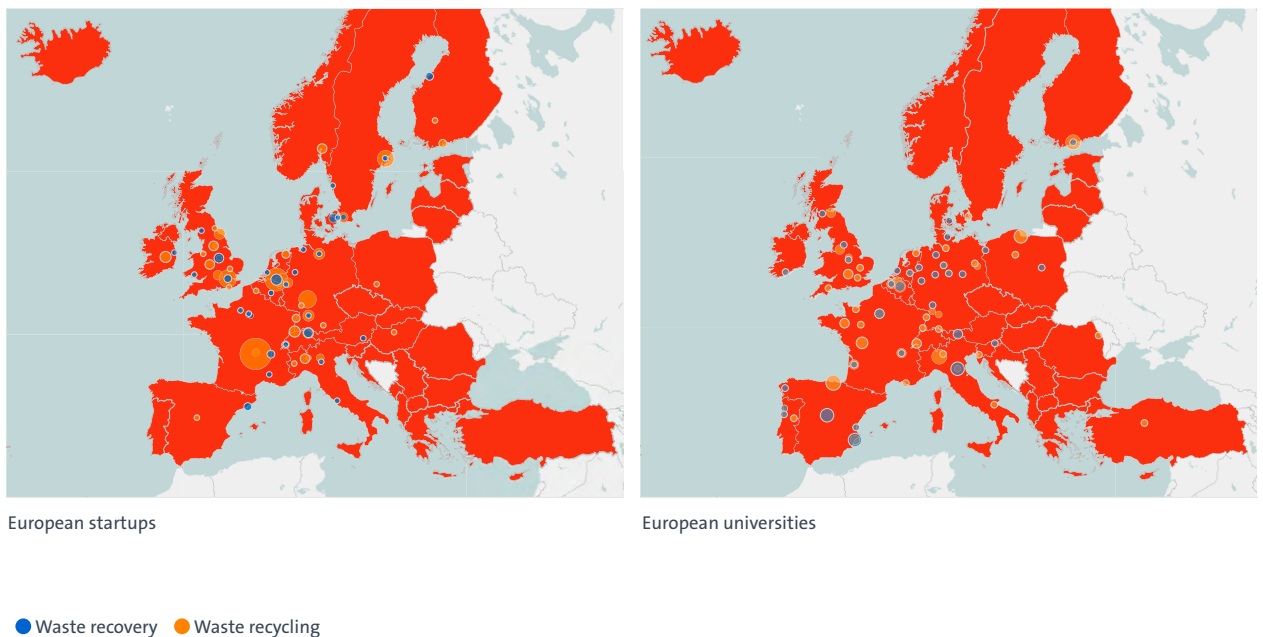 European startups
European universities
Waste recovery
Waste recycling